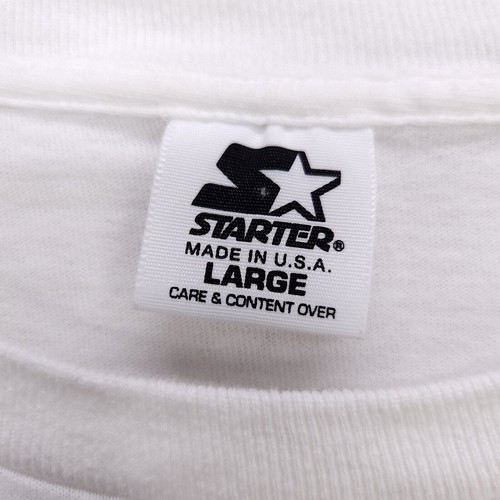 STARTER®
MADE IN U.S.A.
LARGE
CARE & CONTENT OVER